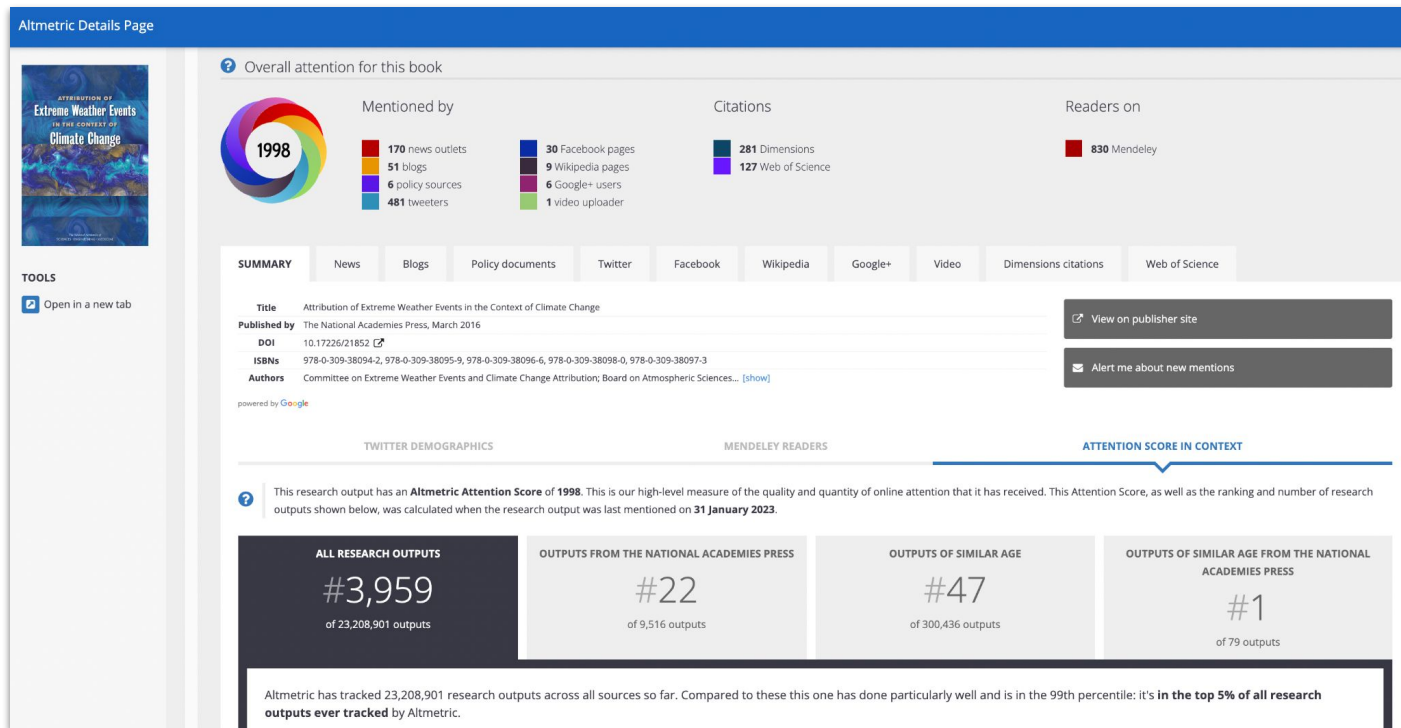 Altmetric Details Page
ATTRIBUTION OF
Extreme Weather Events
IN THE CONTEXT OF
Climate Change
TOOLS
Open in a new tab
? Overall attention for this book
1998
Mentioned by
170 news outlets
51 blogs
6 policy sources
481 tweeters
30 Facebook pages
9 Wikipedia pages
6 Google+ users
1 video uploader
Citations
281 Dimensions
127 Web of Science
Readers on
830 Mendeley
SUMMARY News Blogs Policy documents Twitter Facebook Wikipedia Google+ Video Dimensions citations Web of Science
Title Attribution of Extreme Weather Events in the Context of Climate Change
Published by The National Academies Press, March 2016
DOI 10.17226/21852
ISBNs 978-0-309-38094-2, 978-0-309-38095-9, 978-0-309-38096-6, 978-0-309-38098-0, 978-0-309-38097-3
Authors Committee on Extreme Weather Events and Climate Change Attribution; Board on Atmospheric Sciences... [show]
powered by Google
View on publisher site
Alert me about new mentions
TWITTER DEMOGRAPHICS MENDELEY READERS ATTENTION SCORE IN CONTEXT
? This research output has an Altmetric Attention Score of 1998. This is our high-level measure of the quality and quantity of online attention that it has received. This Attention Score, as well as the ranking and number of research
outputs shown below, was calculated when the research output was last mentioned on 31 January 2023.
ALL RESEARCH OUTPUTS
#3,959
of 23,208,901 outputs
OUTPUTS FROM THE NATIONAL ACADEMIES PRESS
#22
of 9,516 outputs
OUTPUTS OF SIMILAR AGE
#47
of 300,436 outputs
OUTPUTS OF SIMILAR AGE FROM THE NATIONAL
ACADEMIES PRESS
#1
of 79 outputs
Altmetric has tracked 23,208,901 research outputs across all sources so far. Compared to these this one has done particularly well and is in the 99th percentile: it's in the top 5% of all research
outputs ever tracked by Altmetric.